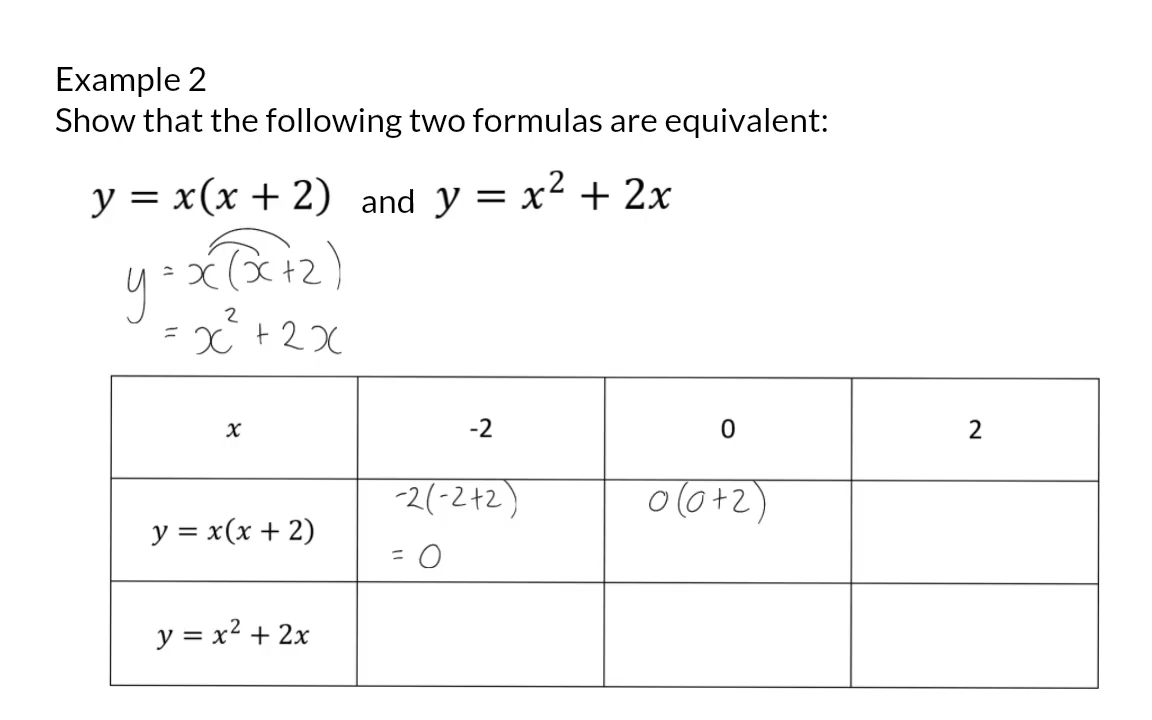 Example 2
Show that the following two formulas are equivalent:
y = x(x + 2) and y = x² + 2x
y = x(x+2)
= x² + 2x
x -2 0 2
y = x(x + 2) -2(-2+2) 0(0+2)
= 0
y = x² + 2x